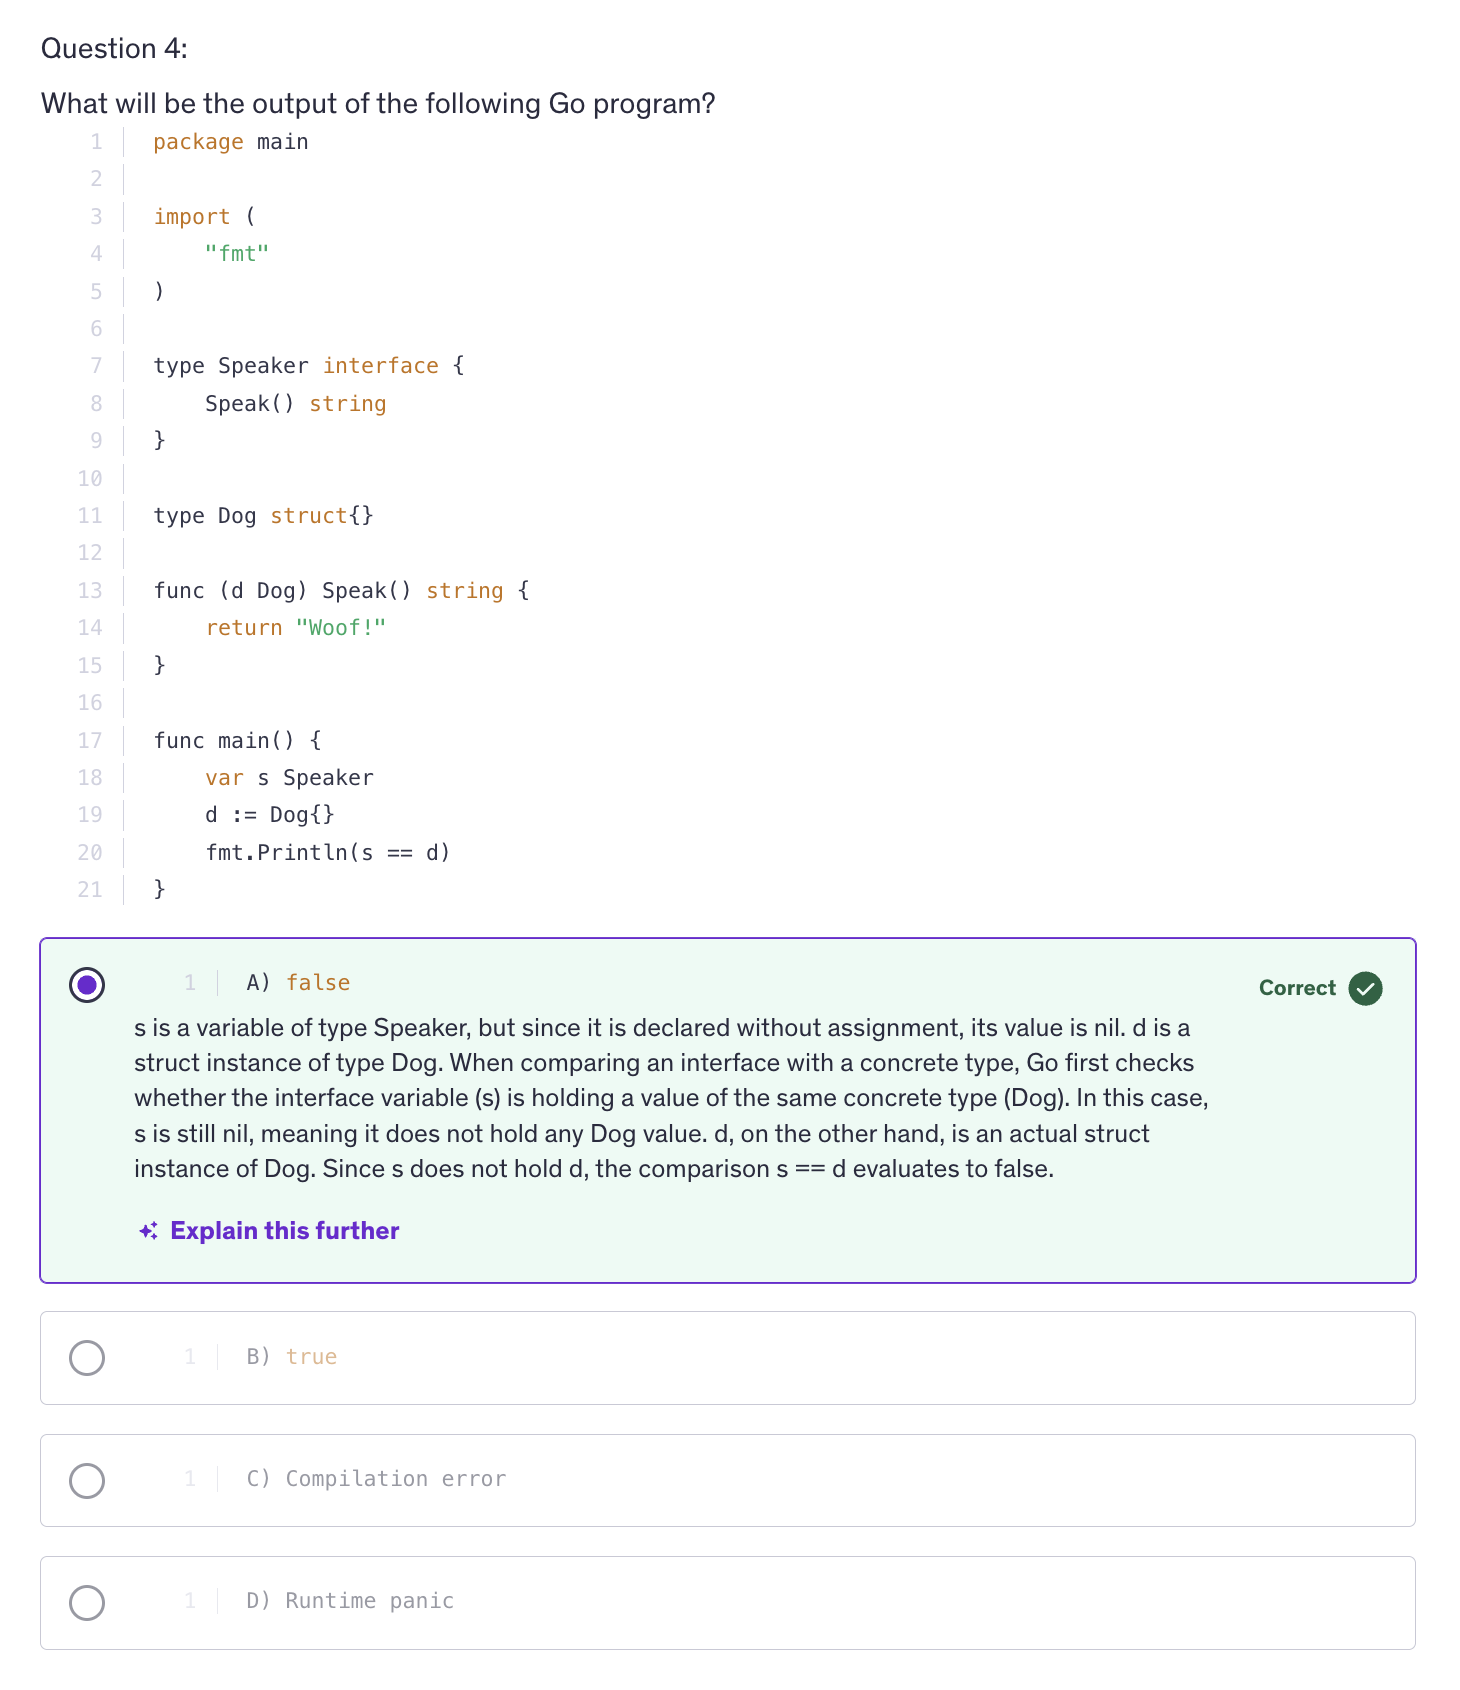 Question 4:
What will be the output of the following Go program?
1 package main
2
3 import (
4     "fmt"
5 )
6
7 type Speaker interface {
8     Speak() string
9 }
10
11 type Dog struct{}
12
13 func (d Dog) Speak() string {
14     return "Woof!"
15 }
16
17 func main() {
18     var s Speaker
19     d := Dog{}
20     fmt.Println(s == d)
21 }
1 A) false
Correct
s is a variable of type Speaker, but since it is declared without assignment, its value is nil. d is a
struct instance of type Dog. When comparing an interface with a concrete type, Go first checks
whether the interface variable (s) is holding a value of the same concrete type (Dog). In this case,
s is still nil, meaning it does not hold any Dog value. d, on the other hand, is an actual struct
instance of Dog. Since s does not hold d, the comparison s == d evaluates to false.
Explain this further
1 B) true
1 C) Compilation error
1 D) Runtime panic